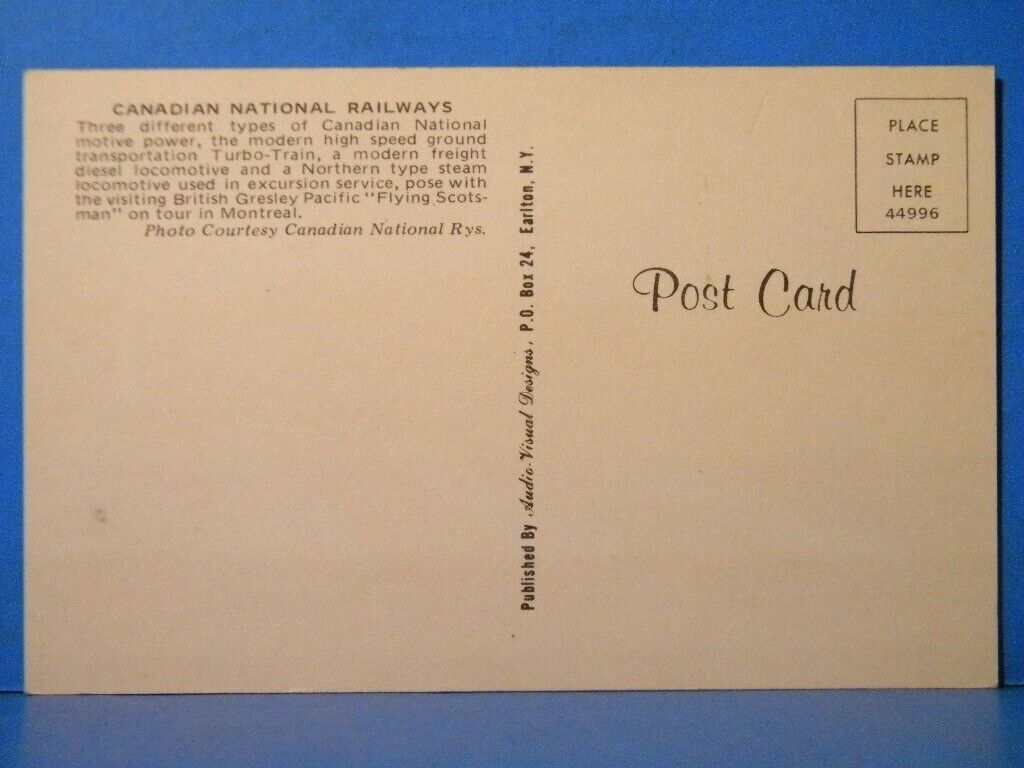 CANADIAN NATIONAL RAILWAYS
Three different types of Canadian National
motive power, the modern high speed ground
transportation Turbo-Train, a modern freight
diesel locomotive and a Northern type steam
locomotive used in excursion service, pose with
the visiting British Gresley Pacific "Flying Scots-
man" on tour in Montreal.
Photo Courtesy Canadian National Rys.
Published By Audio-Visual Designs, P.O. Box 24, Earlton, N.Y.
PLACE
STAMP
HERE
44996
Post Card